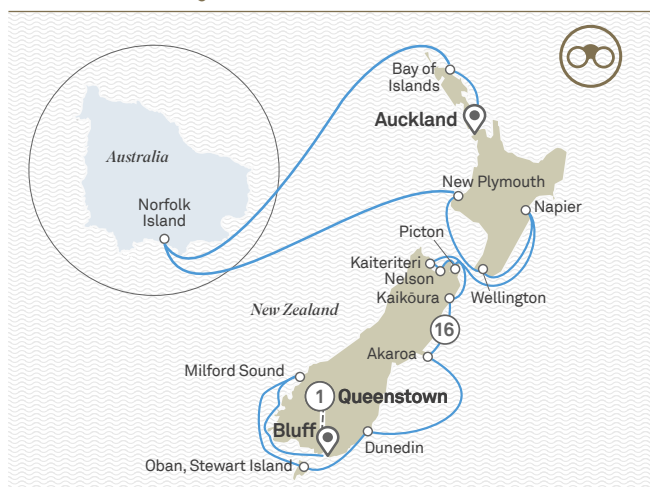 Bay of
Islands
Auckland
Australia
New Plymouth
Norfolk
Island
Napier
Picton
Kaiteriteri
Nelson
Kaikōura
Wellington
New Zealand
16
Akaroa
Milford Sound
1
Queenstown
Bluff
Dunedin
Oban, Stewart Island